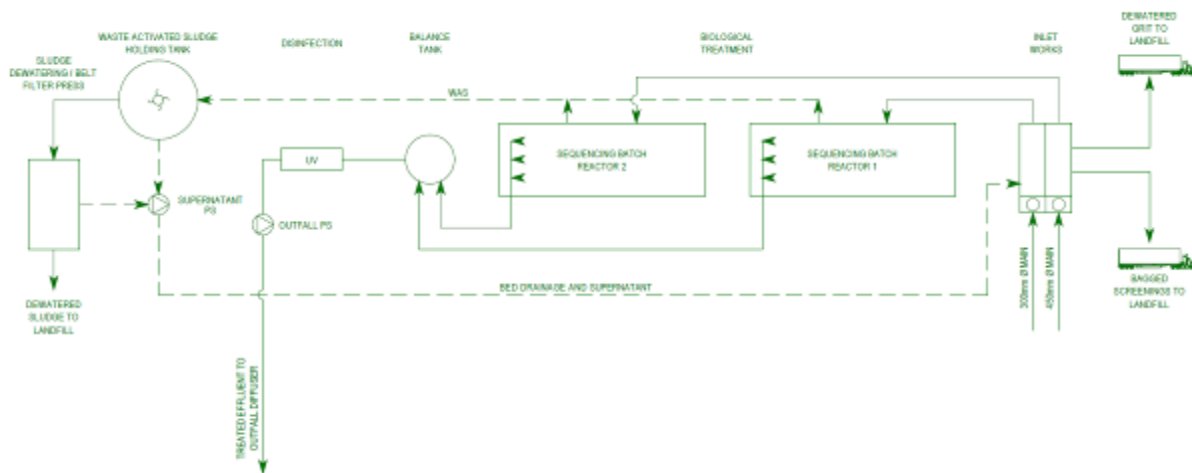 DEWATERED
GRIT TO
LANDFILL
WASTE ACTIVATED SLUDGE
HOLDING TANK
DISINFECTION
BALANCE
TANK
BIOLOGICAL
TREATMENT
INLET
WORKS
SLUDGE
DEWATERING / BELT
FILTER PRESS
WAS
UV
SEQUENCING BATCH
REACTOR 2
SEQUENCING BATCH
REACTOR 1
SUPERNATANT
PS
OUTFALL PS
BED DRAINAGE AND SUPERNATANT
300mm Ø MAIN
450mm Ø MAIN
BAGGED
SCREENINGS TO
LANDFILL
DEWATERED
SLUDGE TO
LANDFILL
TREATED EFFLUENT TO
OUTFALL DIFFUSER